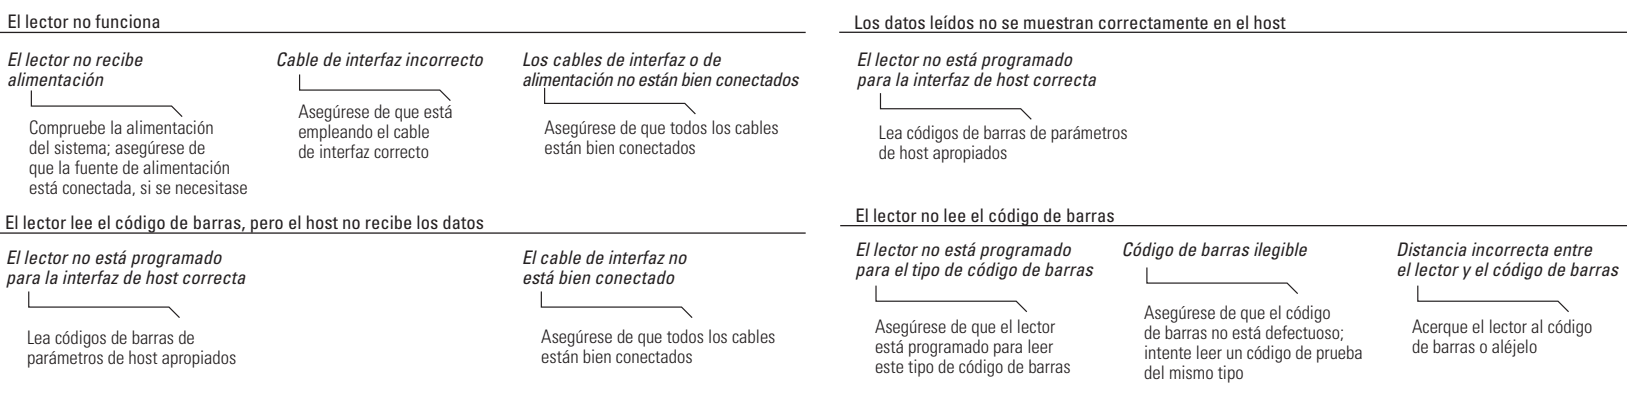 El lector no funciona
El lector no recibe
alimentación
Compruebe la alimentación
del sistema; asegúrese de
que la fuente de alimentación
está conectada, si se necesitase
Cable de interfaz incorrecto
Asegúrese de que está
empleando el cable
de interfaz correcto
Los cables de interfaz o de
alimentación no están bien conectados
Asegúrese de que todos los cables
están bien conectados
El lector lee el código de barras, pero el host no recibe los datos
El lector no está programado
para la interfaz de host correcta
Lea códigos de barras de
parámetros de host apropiados
El cable de interfaz no
está bien conectado
Asegúrese de que todos los cables
están bien conectados
Los datos leídos no se muestran correctamente en el host
El lector no está programado
para la interfaz de host correcta
Lea códigos de barras de parámetros
de host apropiados
El lector no lee el código de barras
El lector no está programado
para el tipo de código de barras
Asegúrese de que el lector
está programado para leer
este tipo de código de barras
Código de barras ilegible
Asegúrese de que el código
de barras no está defectuoso;
intente leer un código de prueba
del mismo tipo
Distancia incorrecta entre
el lector y el código de barras
Acerque el lector al código
de barras o aléjelo